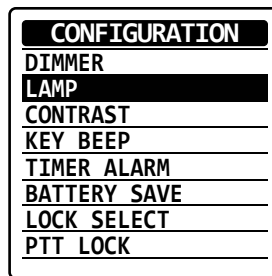 CONFIGURATION
DIMMER
LAMP
CONTRAST
KEY BEEP
TIMER ALARM
BATTERY SAVE
LOCK SELECT
PTT LOCK